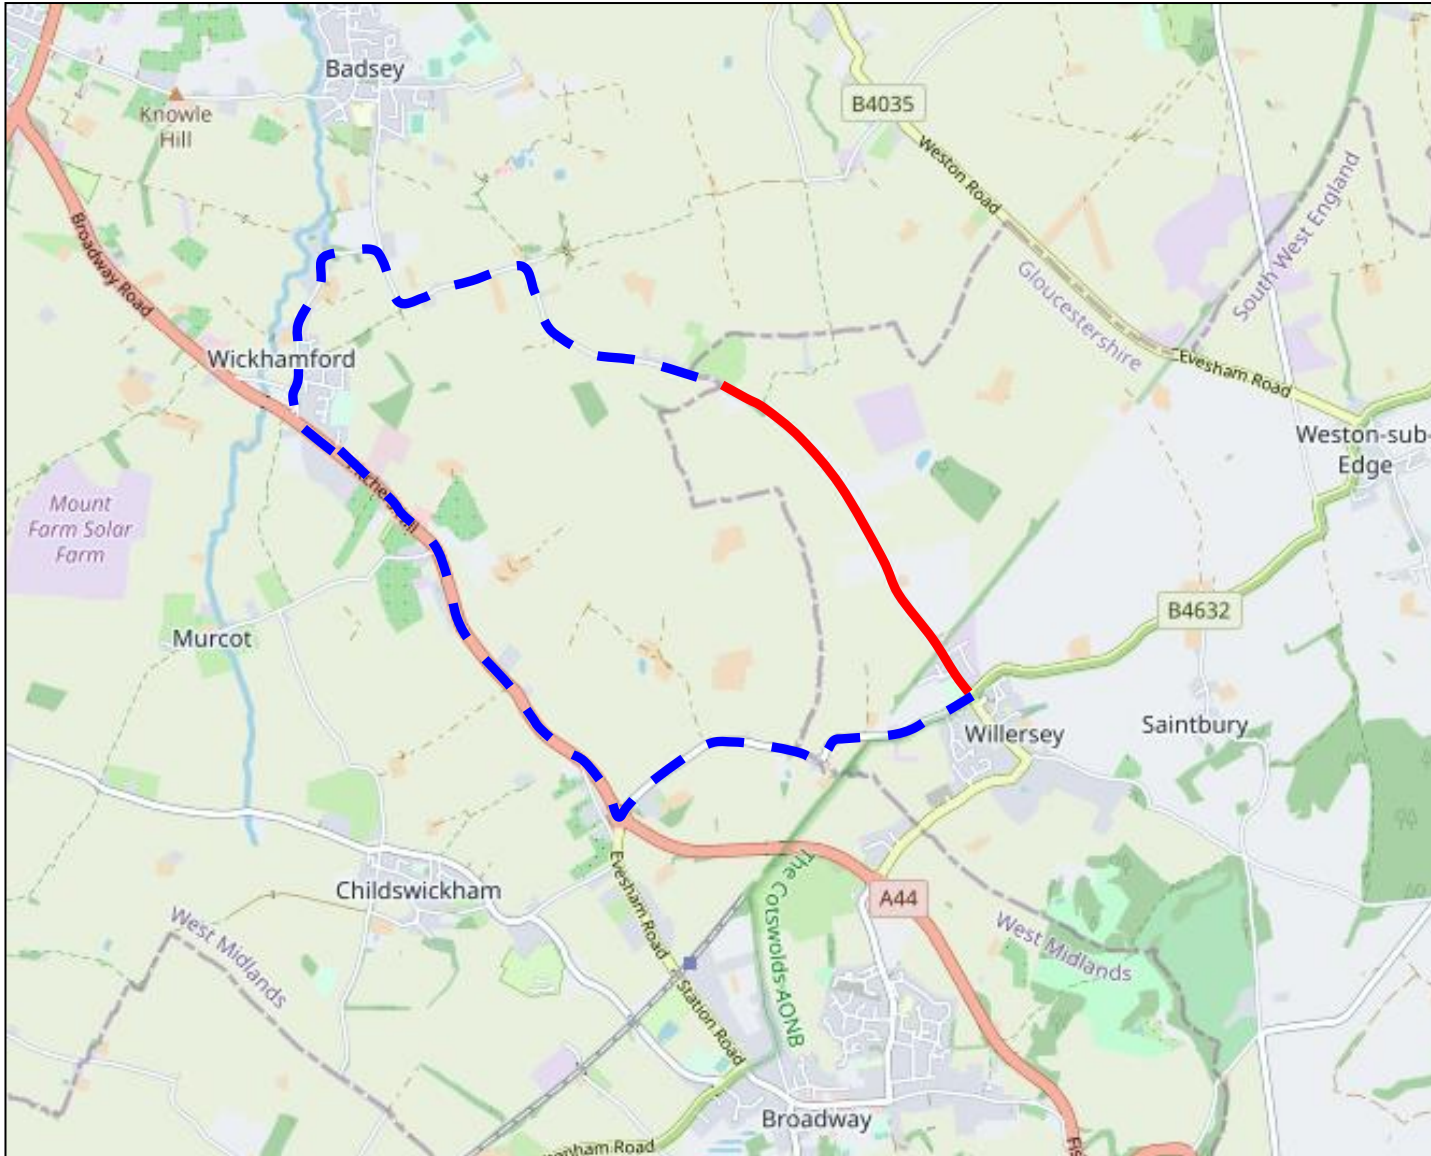 Badsey
Knowle
Hill
B4035
Weston Road
South West England
Gloucestershire
Broadway Road
Wickhamford
Evesham Road
Weston-sub-
Edge
Mount
Farm Solar
Farm
Murcot
B4632
Willersey
Saintbury
Childswickham
Evesham Road
The Cotswolds AONB
A44
West Midlands
West Midlands
Station Road
Broadway